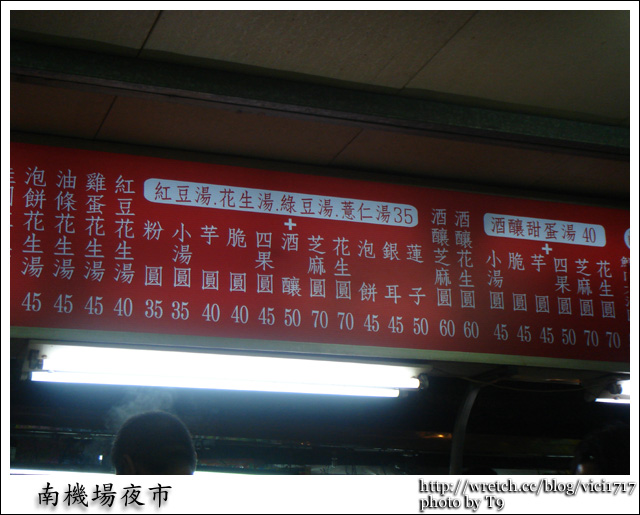 泡餅花生湯 45
油條花生湯 45
雞蛋花生湯 45
紅豆花生湯 40
紅豆湯.花生湯.綠豆湯.薏仁湯35
+
粉圓 35
小湯圓 35
芋圓 40
脆圓 40
四果圓 45
酒釀 50
芝麻圓 70
花生圓 70
泡餅 45
銀耳 45
蓮子 50
酒釀芝麻圓 60
酒釀花生圓 60
酒釀甜蛋湯 40
+
小湯圓 45
脆圓 45
芋圓 45
四果圓 50
芝麻圓 70
花生圓 70
南機場夜市
http://wretch.cc/blog/vici1717
photo by T9